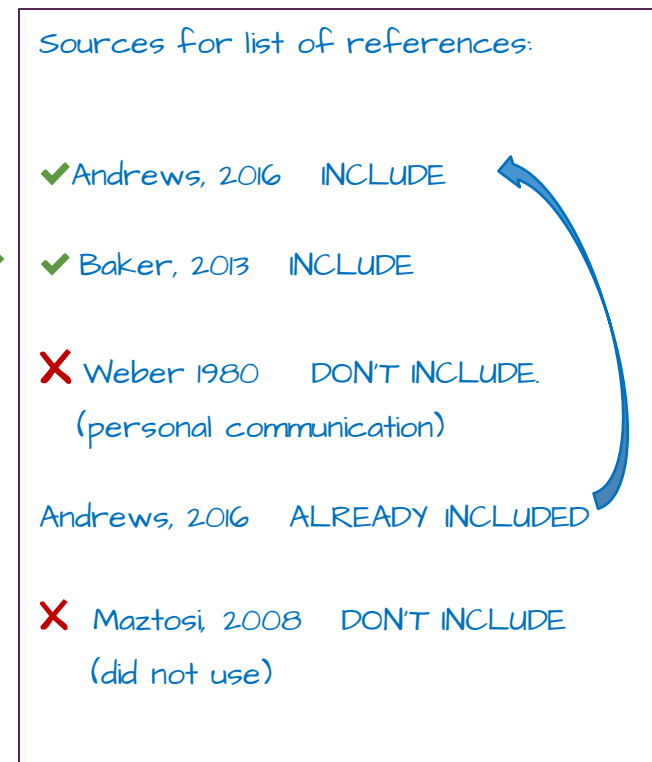 Sources for list of references:
Andrews, 2016 INCLUDE
Baker, 2013 INCLUDE
Weber 1980 DON'T INCLUDE.
(personal communication)
Andrews, 2016 ALREADY INCLUDED
Maztosi, 2008 DON'T INCLUDE
(did not use)